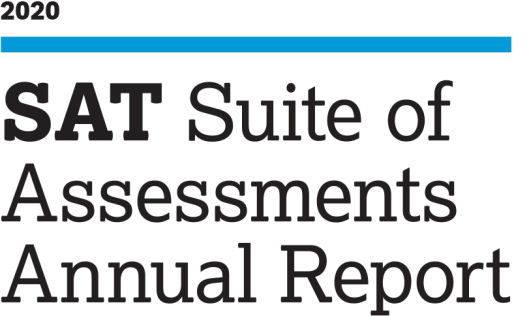 2020
SAT Suite of
Assessments
Annual Report